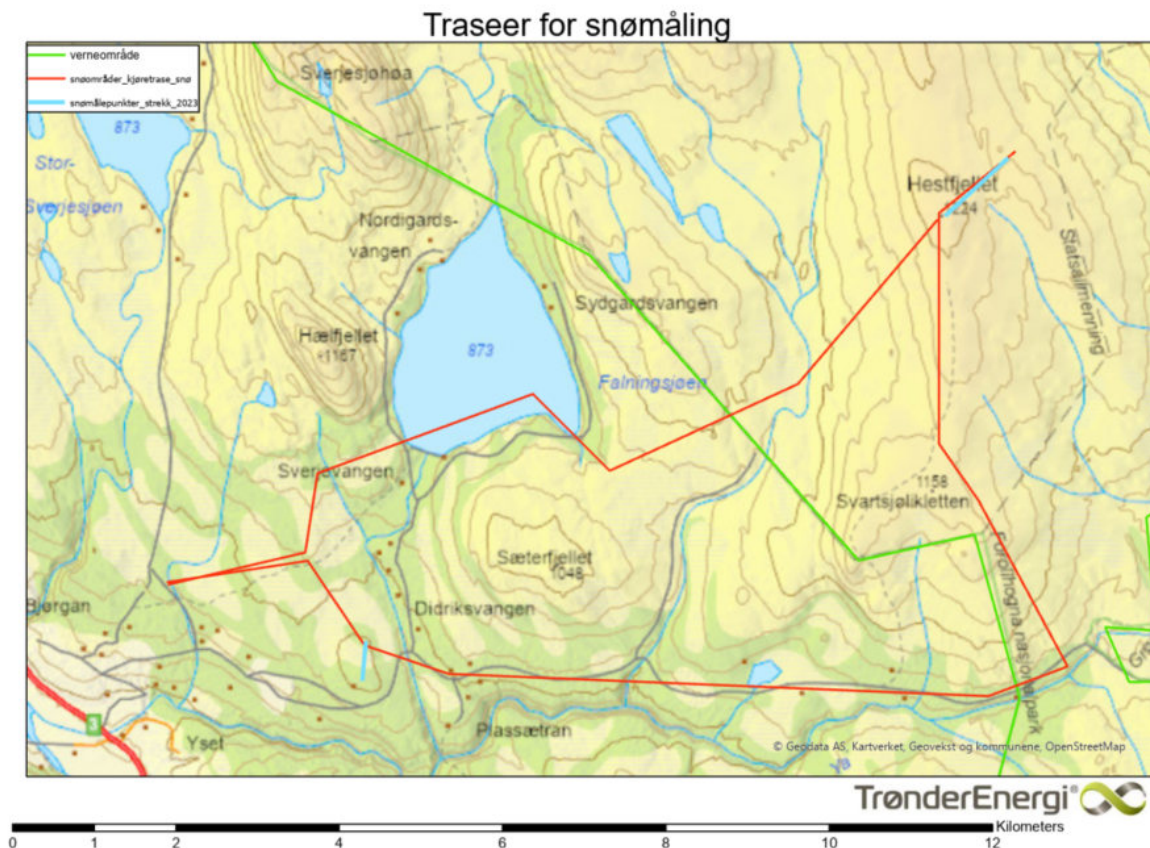 Traseer for snømåling
verneområde
snøområder_kjøretrase_snø
snømålepunkter_strekk_2023
Sverjesjøhøa
873
Stor-
Sverjesjøen
Hestfjellet
1224
Nordigards-
vangen
Statsallmenning
Sydgardsvangen
Hælfjellet
1167
873
Falningsjøen
Sverjevangen
1158
Svartsjølikletten
Sæterfjellet
1048
Forollhogna nasjonalpark
Bjørgan
Didriksvangen
Plassætran
3
Yset
Ya
© Geodata AS, Kartverket, Geovekst og kommunene, OpenStreetMap
TrønderEnergi®
Kilometers
0 1 2 4 6 8 10 12